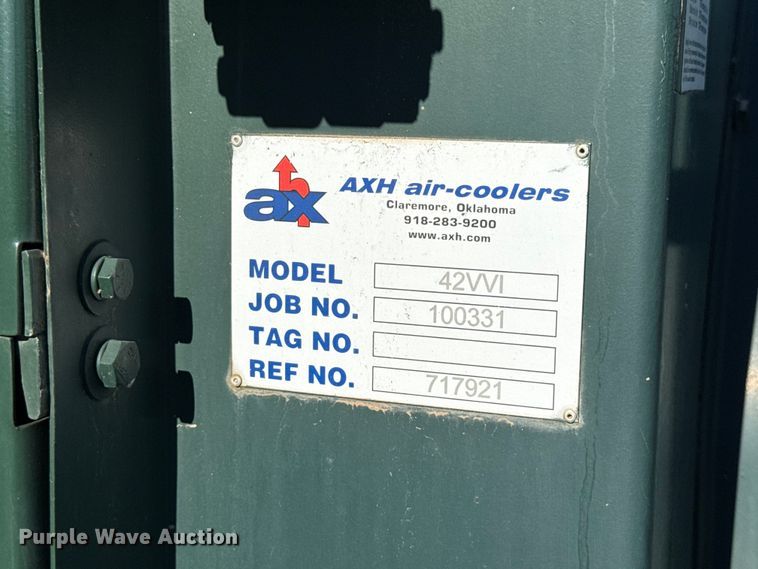 ahx
AXH air-coolers
Claremore, Oklahoma
918-283-9200
www.axh.com
MODEL 42VVI
JOB NO. 100331
TAG NO.
REF NO. 717921
Purple Wave Auction